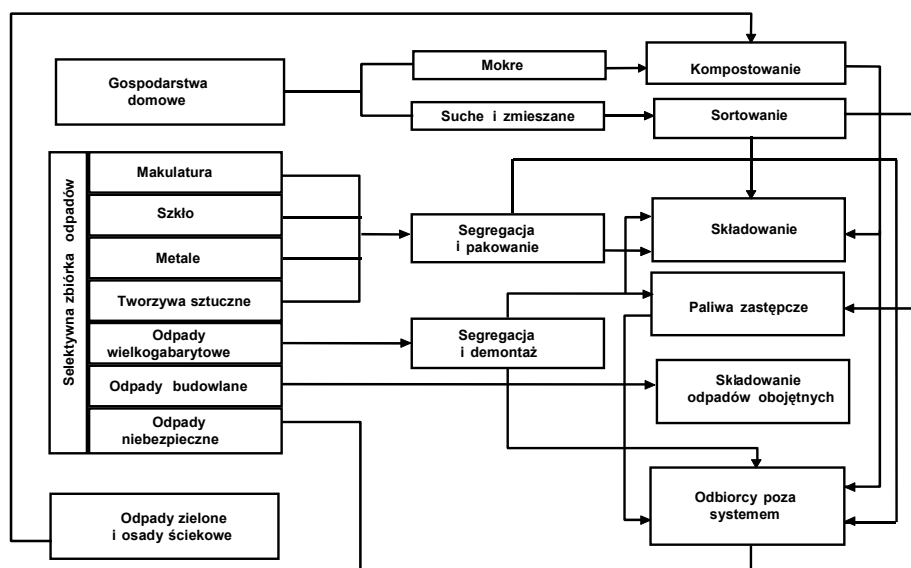 Gospodarstwa
domowe
Mokre
Kompostowanie
Suche i zmieszane
Sortowanie
Selektywna zbiórka odpadów
Makulatura
Szkło
Metale
Tworzywa sztuczne
Odpady
wielkogabarytowe
Odpady budowlane
Odpady
niebezpieczne
Segregacja
i pakowanie
Składowanie
Segregacja
i demontaż
Paliwa zastępcze
Składowanie
odpadów obojętnych
Odpady zielone
i osady ściekowe
Odbiorcy poza
systemem